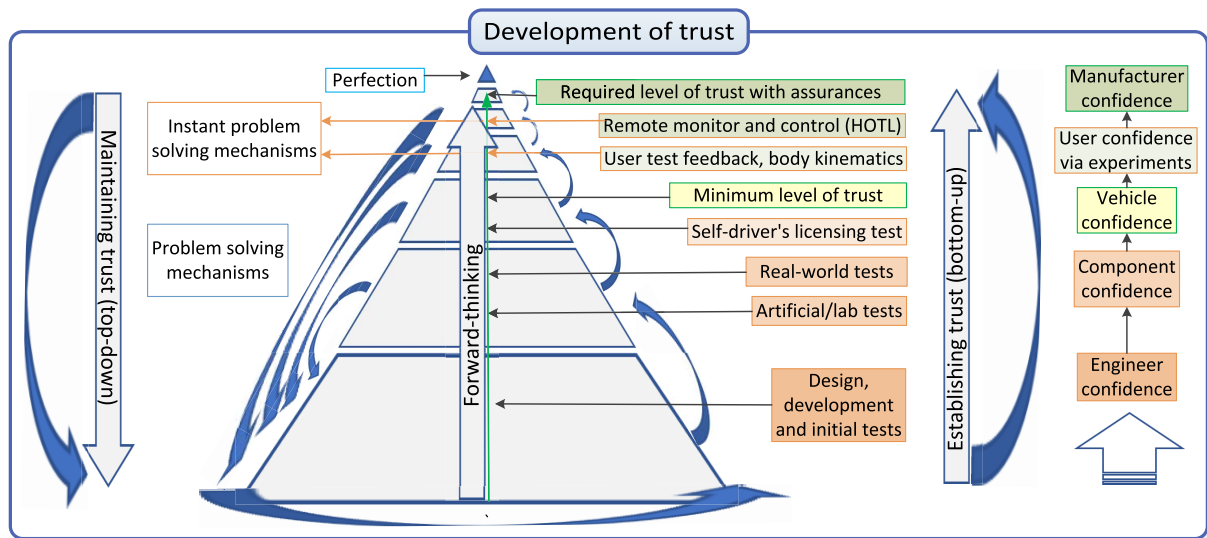 Development of trust
Perfection
Required level of trust with assurances
Manufacturer
confidence
Instant problem
solving mechanisms
Remote monitor and control (HOTL)
User confidence
via experiments
User test feedback, body kinematics
Minimum level of trust
Vehicle
confidence
Problem solving
mechanisms
Self-driver's licensing test
Real-world tests
Component
confidence
Artificial/lab tests
Design,
development
and initial tests
Engineer
confidence
Maintaining trust (top-down)
Forward-thinking
Establishing trust (bottom-up)